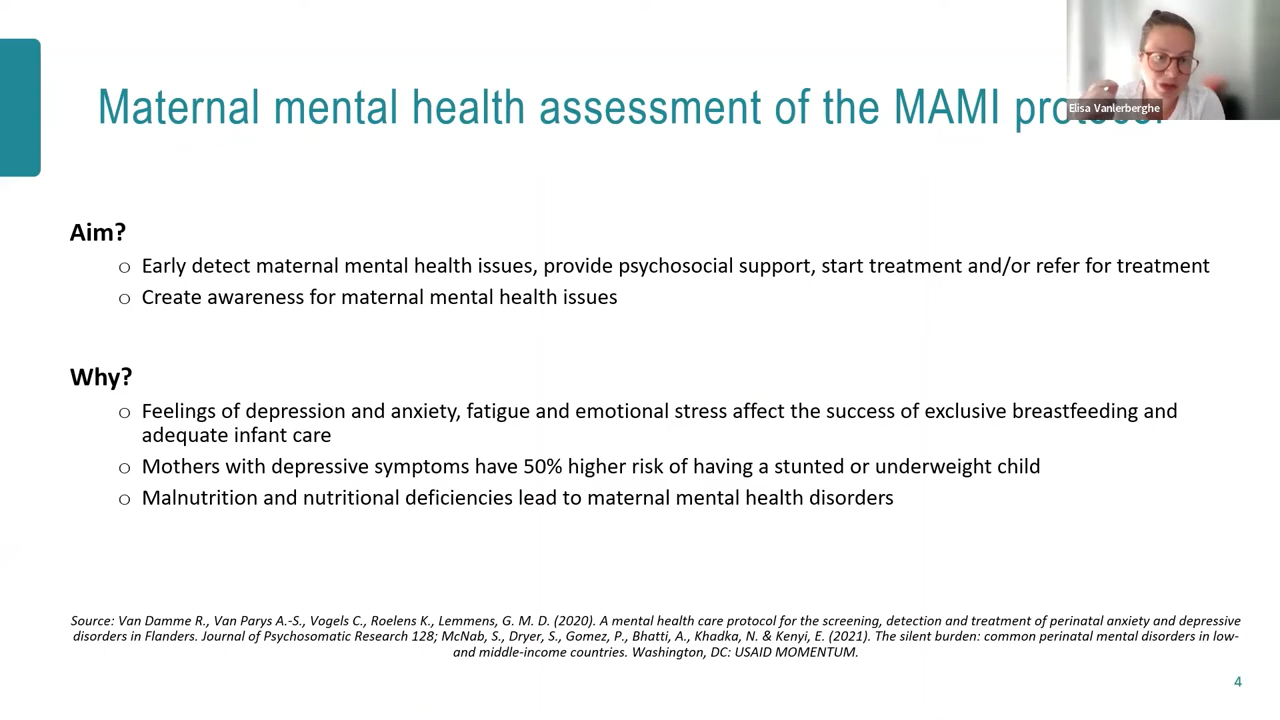 Maternal mental health assessment of the MAMI protocol
Elisa Vanlerberghe
Aim?
○ Early detect maternal mental health issues, provide psychosocial support, start treatment and/or refer for treatment
○ Create awareness for maternal mental health issues
Why?
○ Feelings of depression and anxiety, fatigue and emotional stress affect the success of exclusive breastfeeding and
adequate infant care
○ Mothers with depressive symptoms have 50% higher risk of having a stunted or underweight child
○ Malnutrition and nutritional deficiencies lead to maternal mental health disorders
Source: Van Damme R., Van Parys A.-S., Vogels C., Roelens K., Lemmens, G. M. D. (2020). A mental health care protocol for the screening, detection and treatment of perinatal anxiety and depressive
disorders in Flanders. Journal of Psychosomatic Research 128; McNab, S., Dryer, S., Gomez, P., Bhatti, A., Khadka, N. & Kenyi, E. (2021). The silent burden: common perinatal mental disorders in low-
and middle-income countries. Washington, DC: USAID MOMENTUM.
4